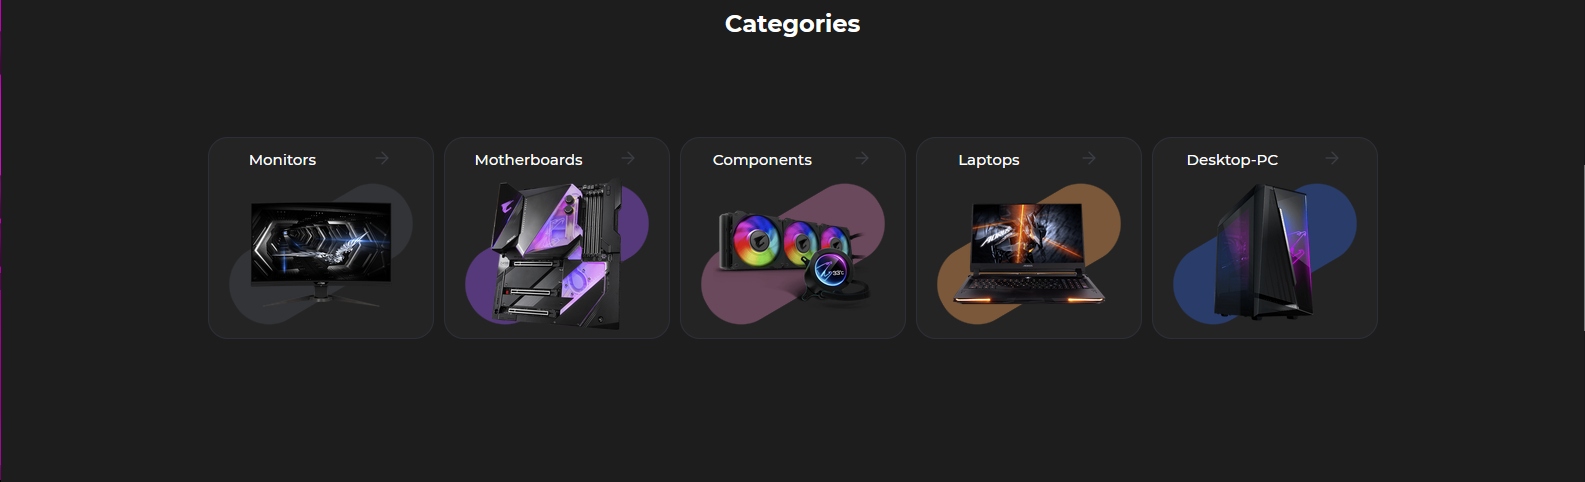 Categories
Monitors
Motherboards
Components
Laptops
Desktop-PC